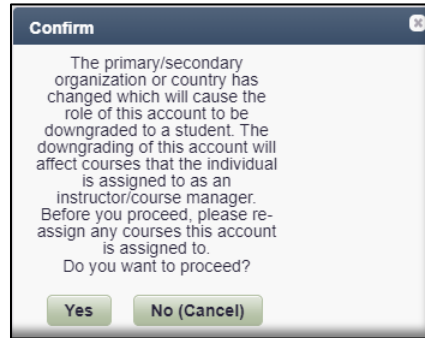 Confirm
The primary/secondary
organization or country has
changed which will cause the
role of this account to be
downgraded to a student. The
downgrading of this account will
affect courses that the individual
is assigned to as an
instructor/course manager.
Before you proceed, please re-
assign any courses this account
is assigned to.
Do you want to proceed?
Yes No (Cancel)